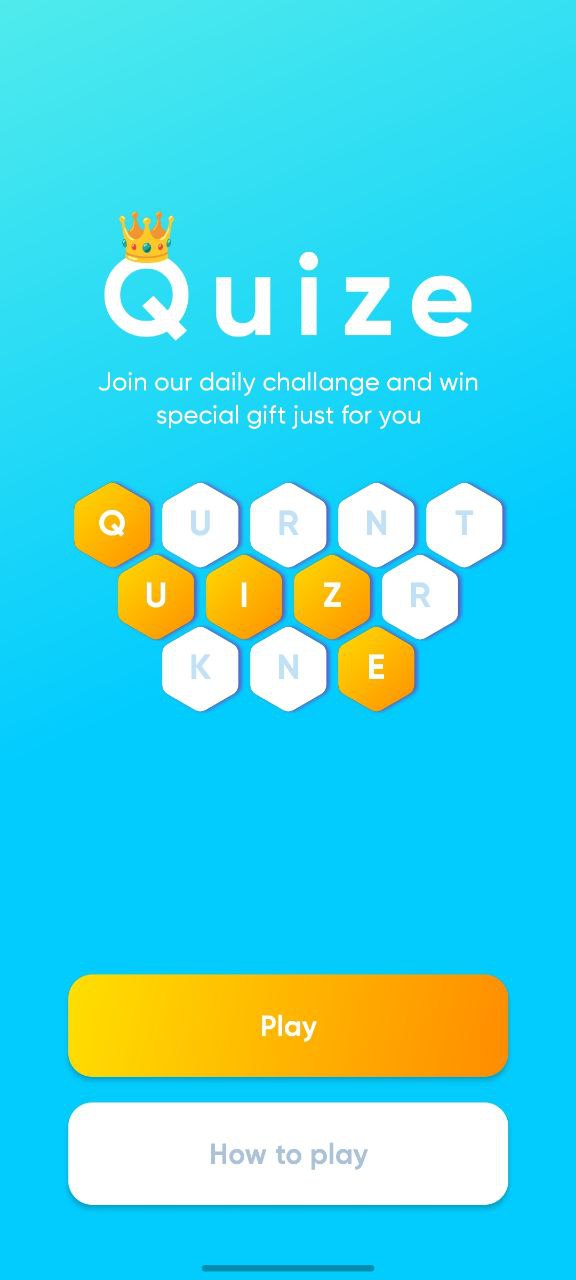 Quize
Join our daily challange and win
special gift just for you
Q U R N T
U I Z R
K N E
Play
How to play